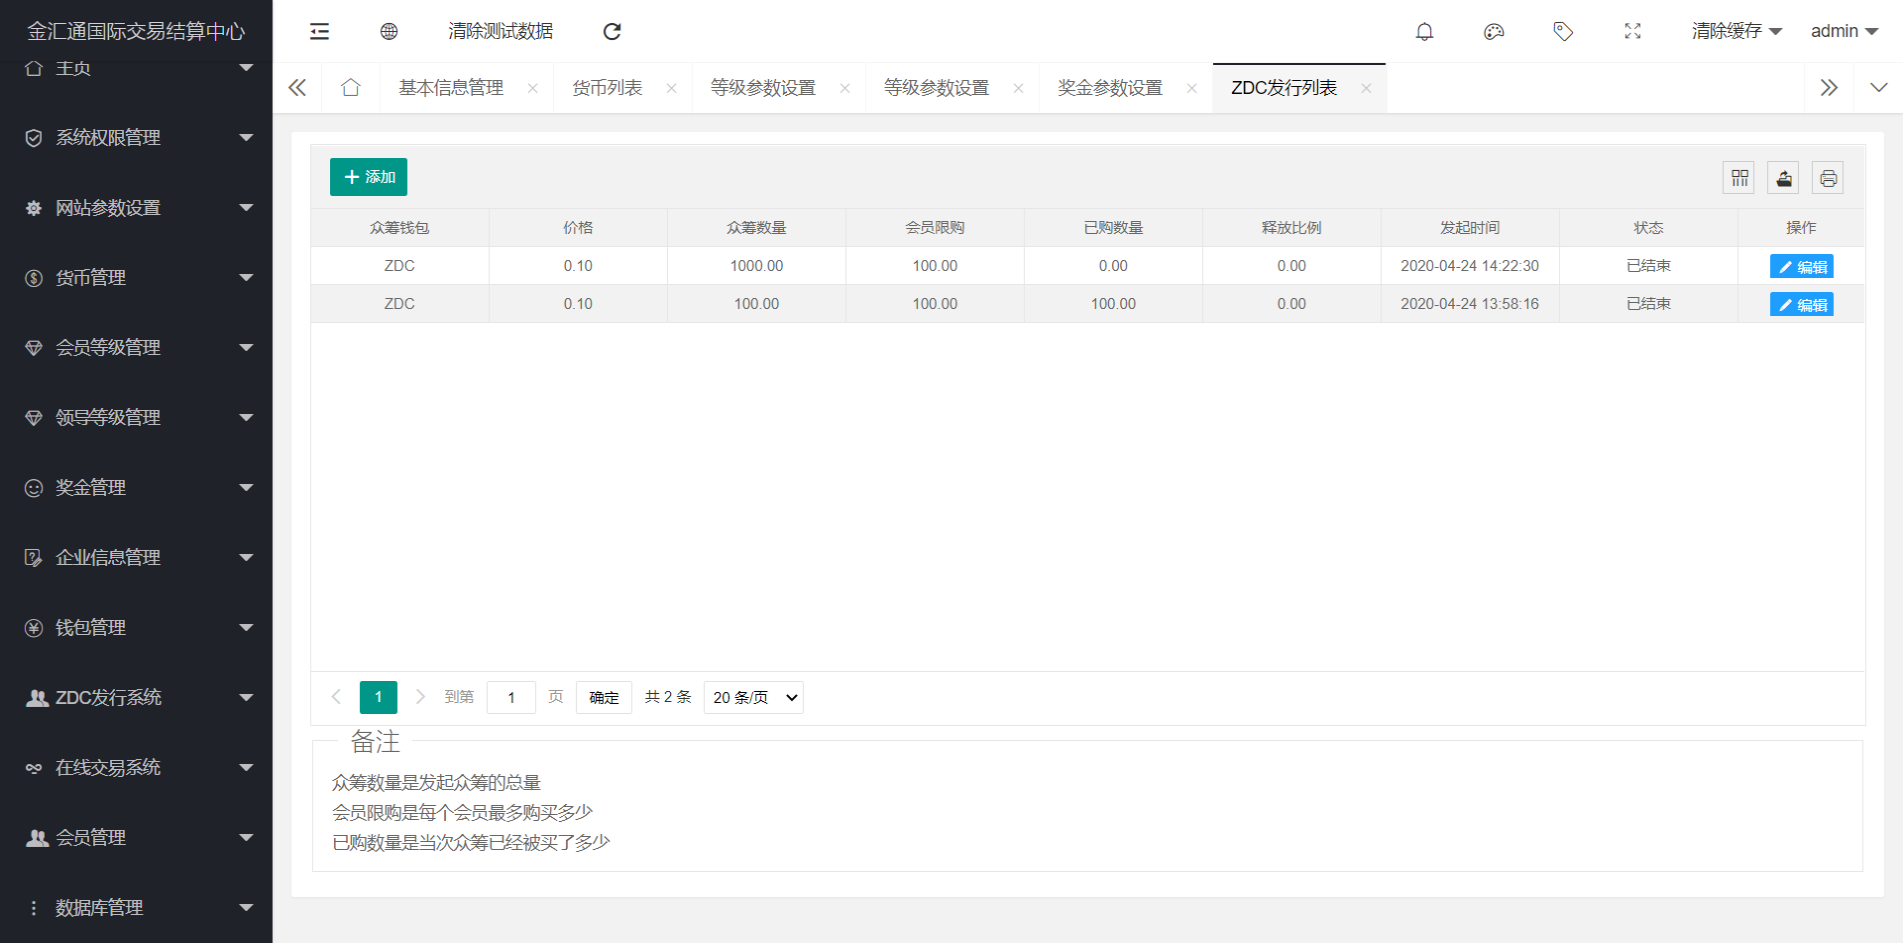 金汇通国际交易结算中心
清除测试数据
清除缓存
admin
主页
系统权限管理
网站参数设置
货币管理
会员等级管理
领导等级管理
奖金管理
企业信息管理
钱包管理
ZDC发行系统
在线交易系统
会员管理
数据库管理
基本信息管理 货币列表 等级参数设置 等级参数设置 奖金参数设置 ZDC发行列表
添加
众筹钱包 价格 众筹数量 会员限购 已购数量 释放比例 发起时间 状态 操作
ZDC 0.10 1000.00 100.00 0.00 0.00 2020-04-24 14:22:30 已结束 编辑
ZDC 0.10 100.00 100.00 100.00 0.00 2020-04-24 13:58:16 已结束 编辑
1 到第 1 页 确定 共 2 条 20 条/页
备注
众筹数量是发起众筹的总量
会员限购是每个会员最多购买多少
已购数量是当次众筹已经被买了多少